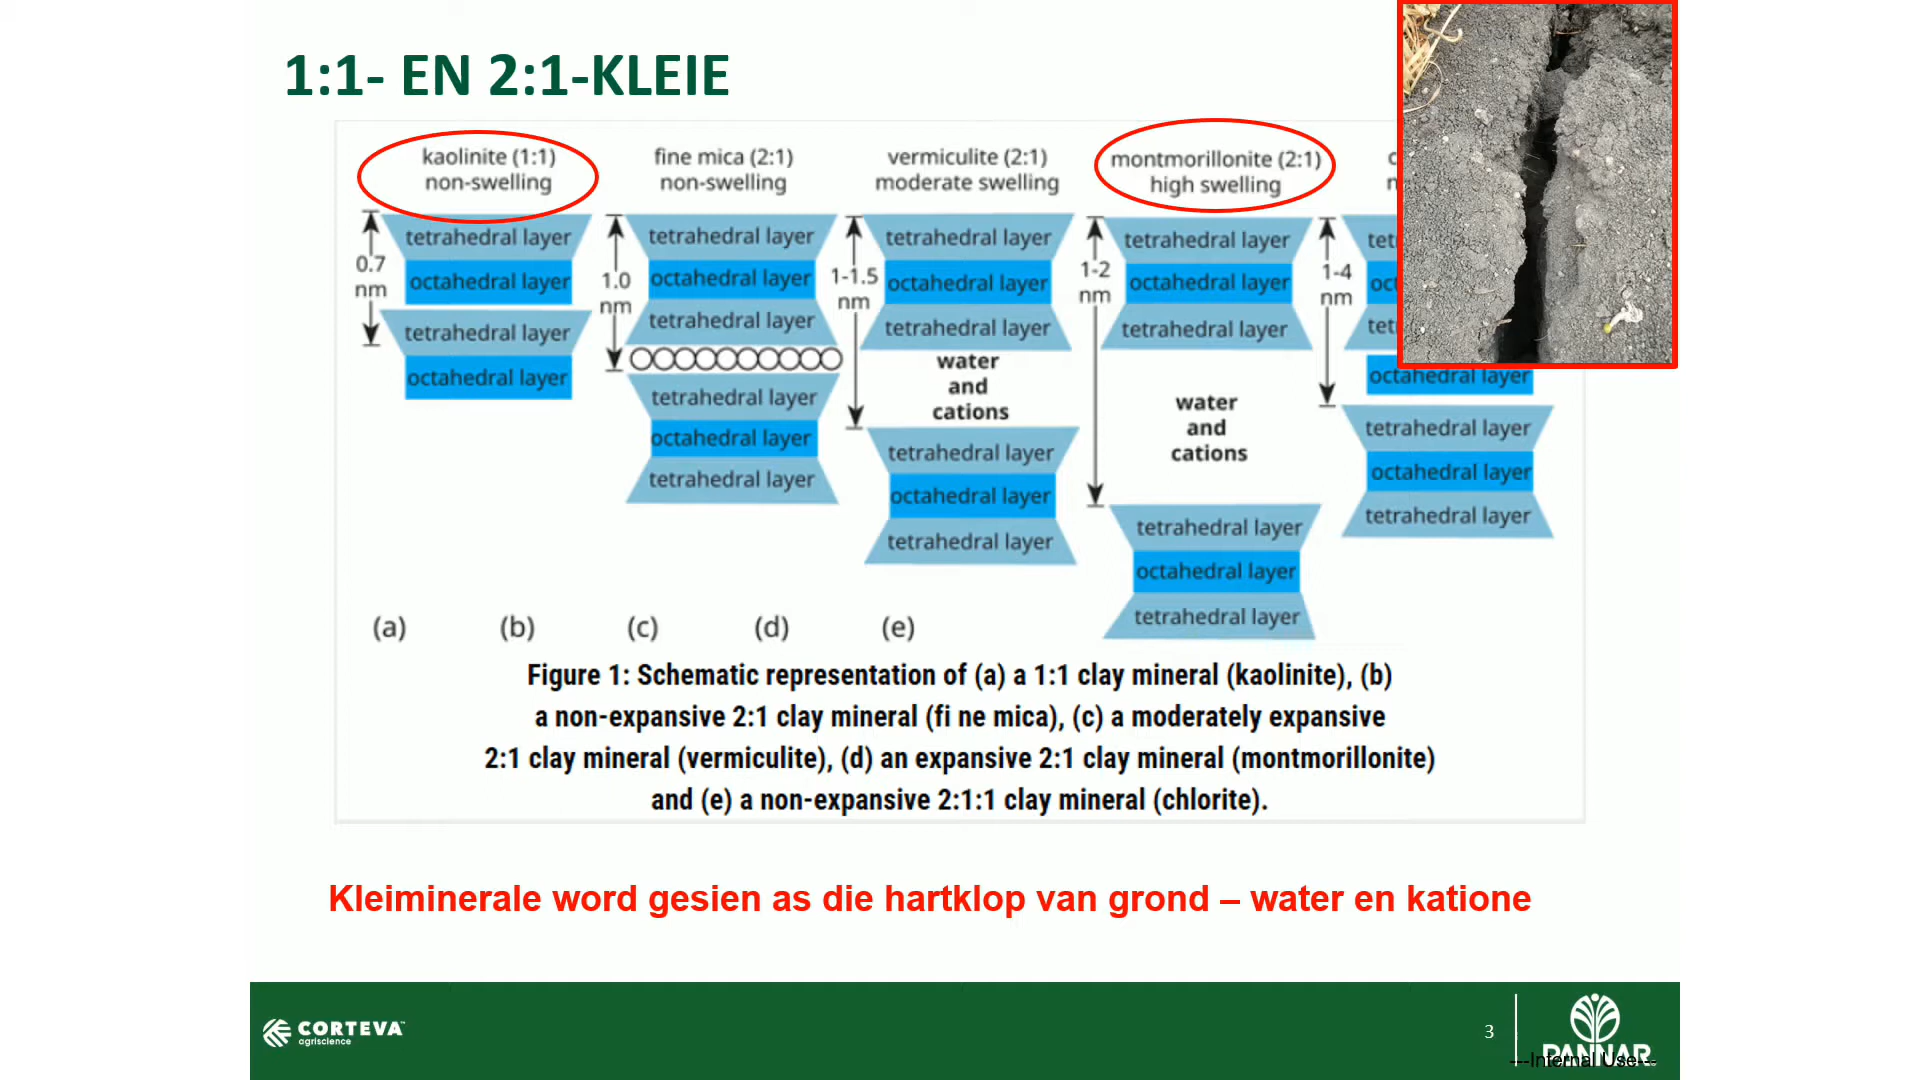 1:1- EN 2:1-KLEIE
kaolinite (1:1)
non-swelling
fine mica (2:1)
non-swelling
vermiculite (2:1)
moderate swelling
montmorillonite (2:1)
high swelling
0.7
nm
tetrahedral layer
octahedral layer
tetrahedral layer
octahedral layer
1.0
nm
tetrahedral layer
octahedral layer
tetrahedral layer
tetrahedral layer
octahedral layer
tetrahedral layer
1-1.5
nm
tetrahedral layer
octahedral layer
tetrahedral layer
water
and
cations
tetrahedral layer
octahedral layer
tetrahedral layer
1-2
nm
tetrahedral layer
octahedral layer
tetrahedral layer
water
and
cations
tetrahedral layer
octahedral layer
tetrahedral layer
1-4
nm
octahedral layer
tetrahedral layer
octahedral layer
tetrahedral layer
(a) (b) (c) (d) (e)
Figure 1: Schematic representation of (a) a 1:1 clay mineral (kaolinite), (b)
a non-expansive 2:1 clay mineral (fi ne mica), (c) a moderately expansive
2:1 clay mineral (vermiculite), (d) an expansive 2:1 clay mineral (montmorillonite)
and (e) a non-expansive 2:1:1 clay mineral (chlorite).
Kleiminerale word gesien as die hartklop van grond – water en katione
CORTEVA™
agriscience
3
PANNAR
---Internal Use---